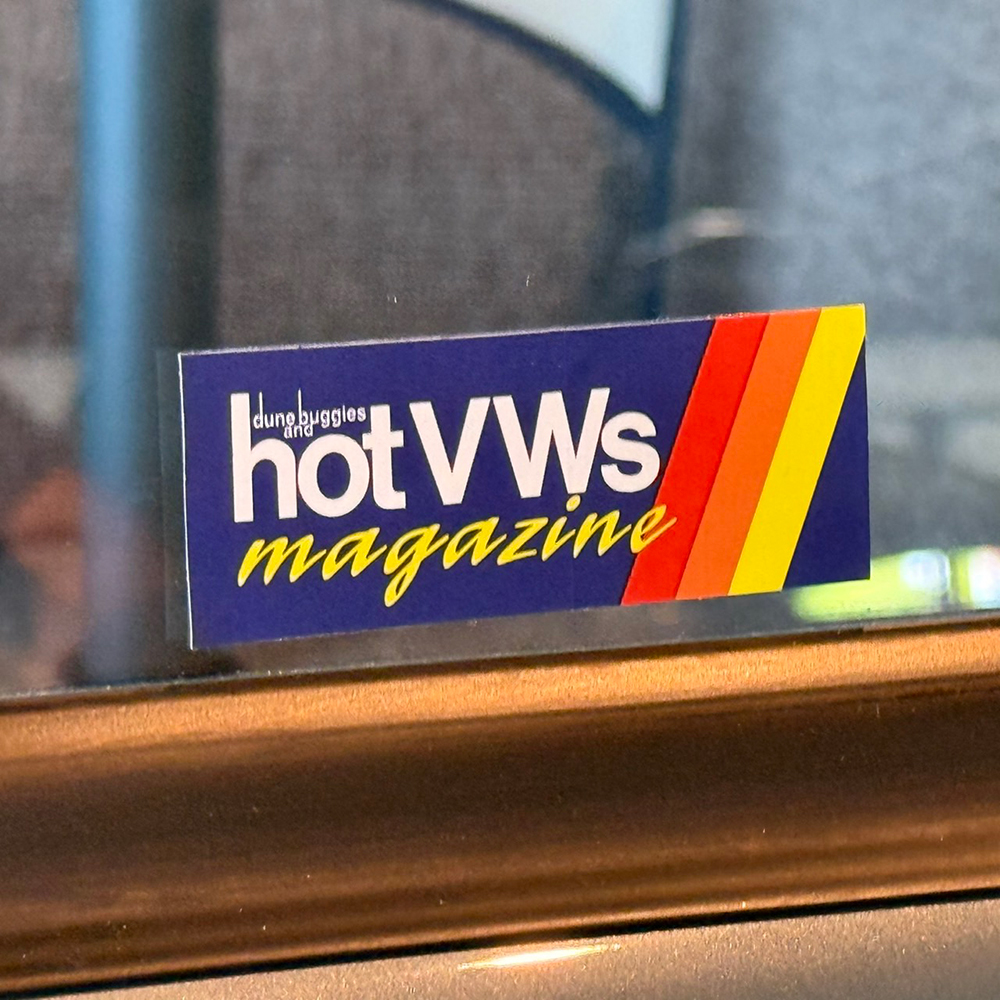 dune buggies
and
hot VWs
magazine